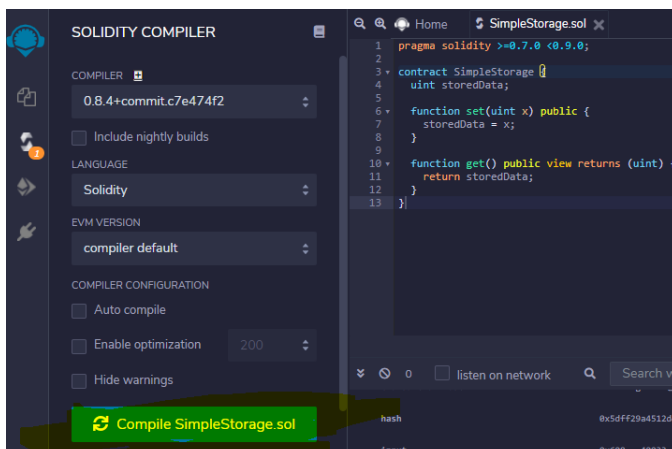 SOLIDITY COMPILER
COMPILER
0.8.4+commit.c7e474f2
Include nightly builds
LANGUAGE
Solidity
EVM VERSION
compiler default
COMPILER CONFIGURATION
Auto compile
Enable optimization 200
Hide warnings
Compile SimpleStorage.sol
1
Home SimpleStorage.sol
1 pragma solidity >=0.7.0 <0.9.0;
2
3 contract SimpleStorage {
4 uint storedData;
5
6 function set(uint x) public {
7 storedData = x;
8 }
9
10 function get() public view returns (uint) {
11 return storedData;
12 }
13 }
0 listen on network Search
hash 0x5dff29a4512d